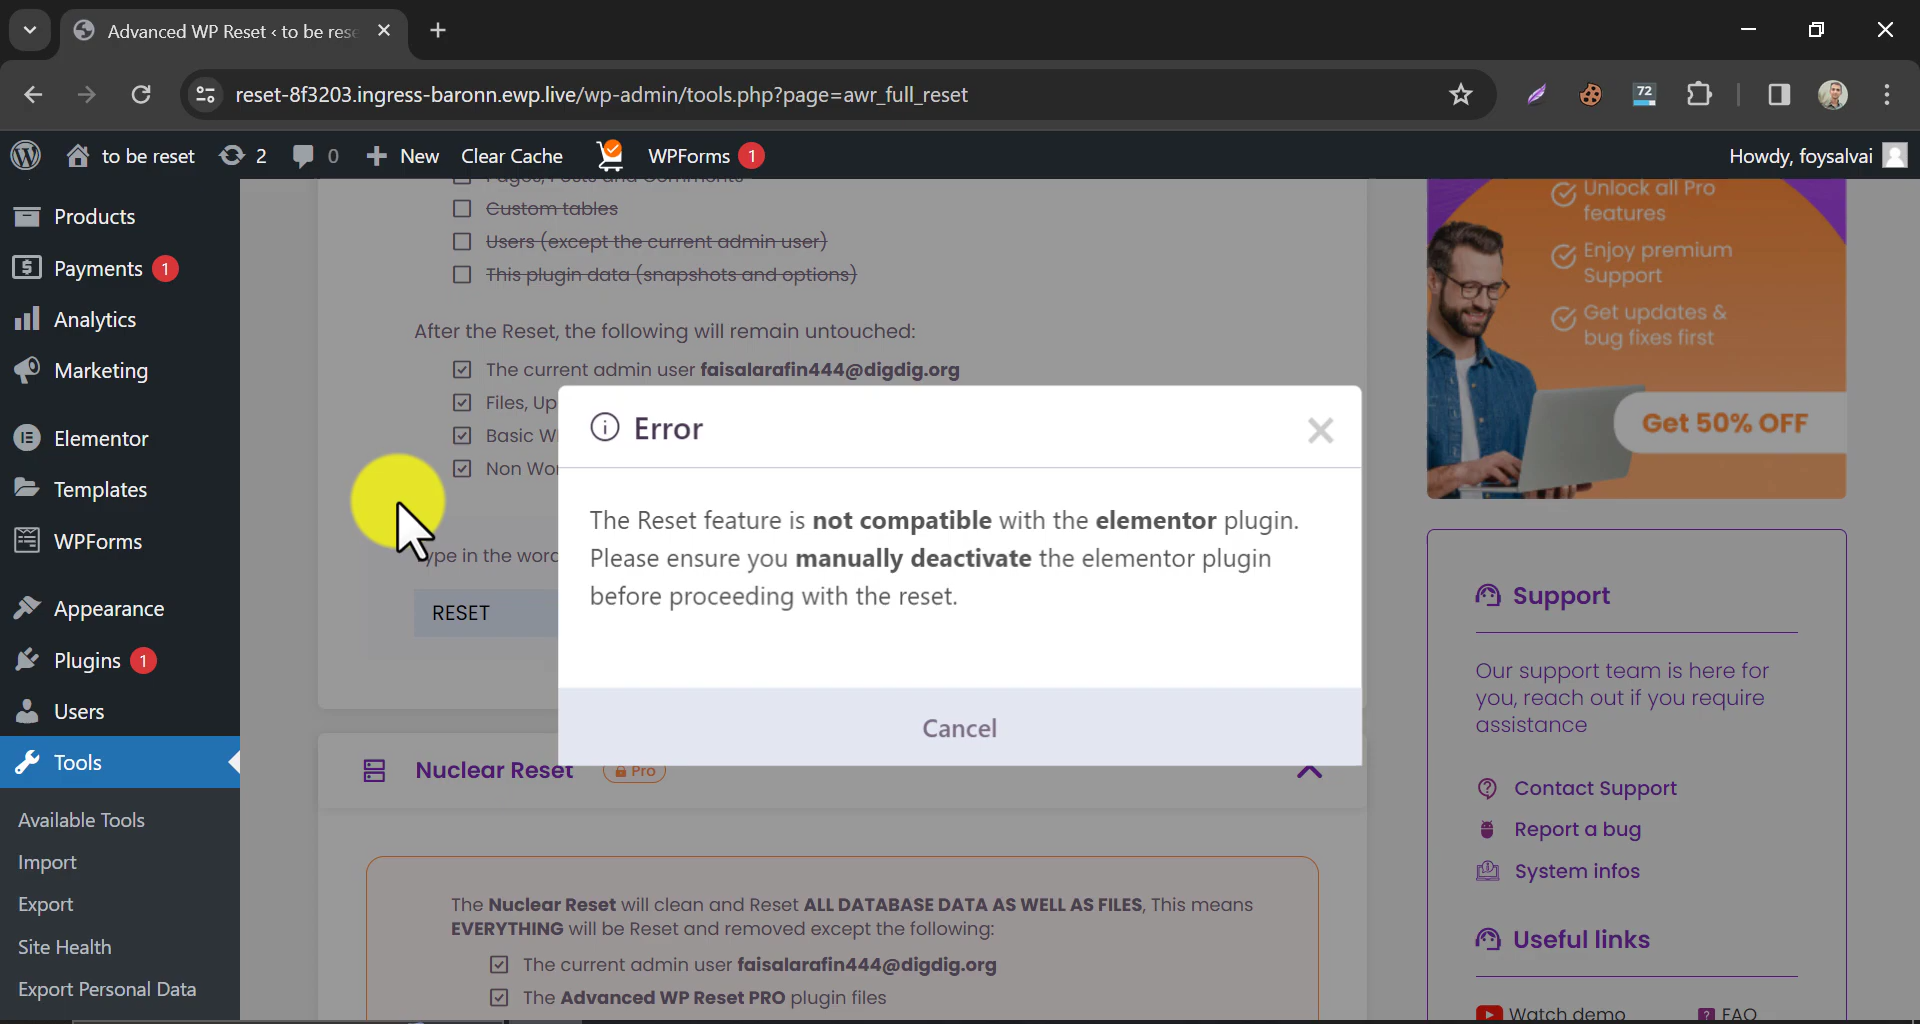 Advanced WP Reset ‹ to be rese
reset-8f3203.ingress-baronn.ewp.live/wp-admin/tools.php?page=awr_full_reset
72
to be reset
2
0
New
Clear Cache
WPForms 1
Howdy, foysalvai
Products
Payments 1
Analytics
Marketing
Elementor
Templates
WPForms
Appearance
Plugins 1
Users
Tools
Available Tools
Import
Export
Site Health
Export Personal Data
Pages, Posts and Comments
Custom tables
Users (except the current admin user)
This plugin data (snapshots and options)
After the Reset, the following will remain untouched:
The current admin user faisalarafin444@digdig.org
Files, Up
Basic W
Non Wo
ype in the word
RESET
Error
The Reset feature is not compatible with the elementor plugin.
Please ensure you manually deactivate the elementor plugin
before proceeding with the reset.
Cancel
Nuclear Reset
Pro
The Nuclear Reset will clean and Reset ALL DATABASE DATA AS WELL AS FILES, This means
EVERYTHING will be Reset and removed except the following:
The current admin user faisalarafin444@digdig.org
The Advanced WP Reset PRO plugin files
Unlock all Pro
features
Enjoy premium
Support
Get updates &
bug fixes first
Get 50% OFF
Support
Our support team is here for
you, reach out if you require
assistance
Contact Support
Report a bug
System infos
Useful links
Watch demo
FAQ